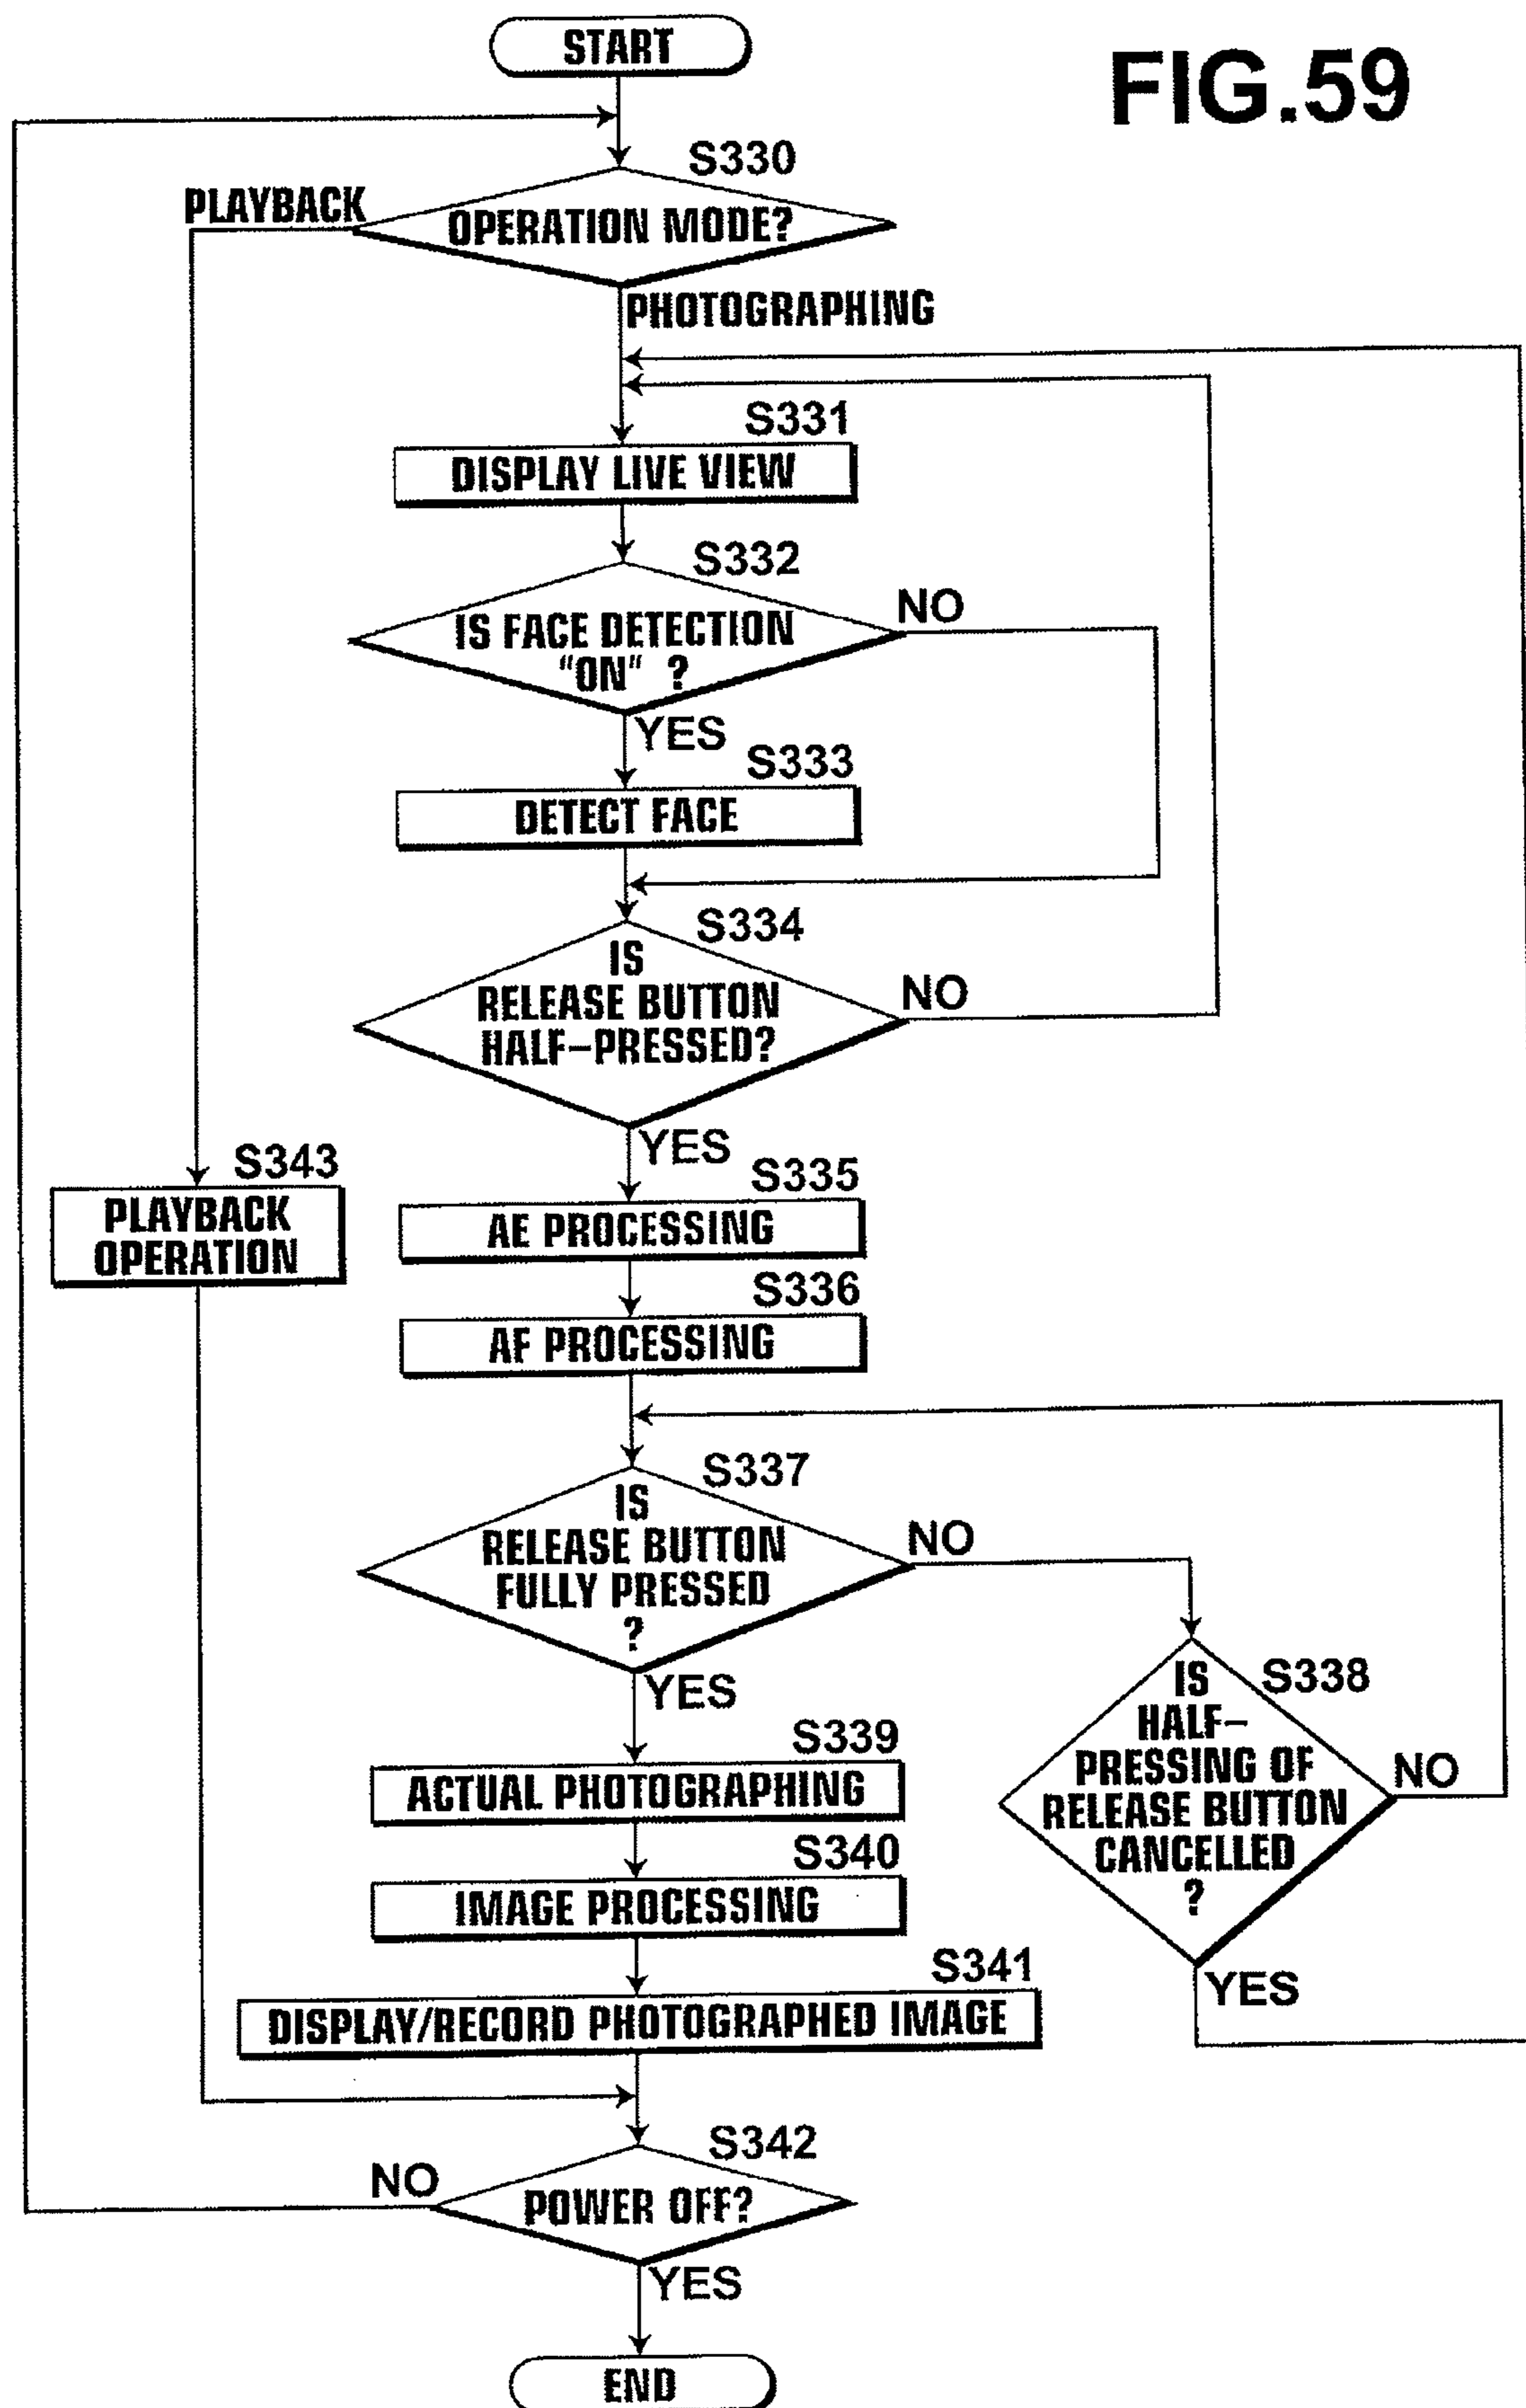 FIG.59
START
S330
PLAYBACK
OPERATION MODE?
PHOTOGRAPHING
S331
DISPLAY LIVE VIEW
S332
NO
IS FACE DETECTION
"ON" ?
YES
S333
DETECT FACE
S334
IS
RELEASE BUTTON
HALF-PRESSED?
NO
YES
S343
PLAYBACK
OPERATION
S335
AE PROCESSING
S336
AF PROCESSING
S337
IS
RELEASE BUTTON
FULLY PRESSED
?
NO
YES
S338
IS
HALF-
PRESSING OF
RELEASE BUTTON
CANCELLED
?
NO
YES
S339
ACTUAL PHOTOGRAPHING
S340
IMAGE PROCESSING
S341
DISPLAY/RECORD PHOTOGRAPHED IMAGE
S342
NO
POWER OFF?
YES
END